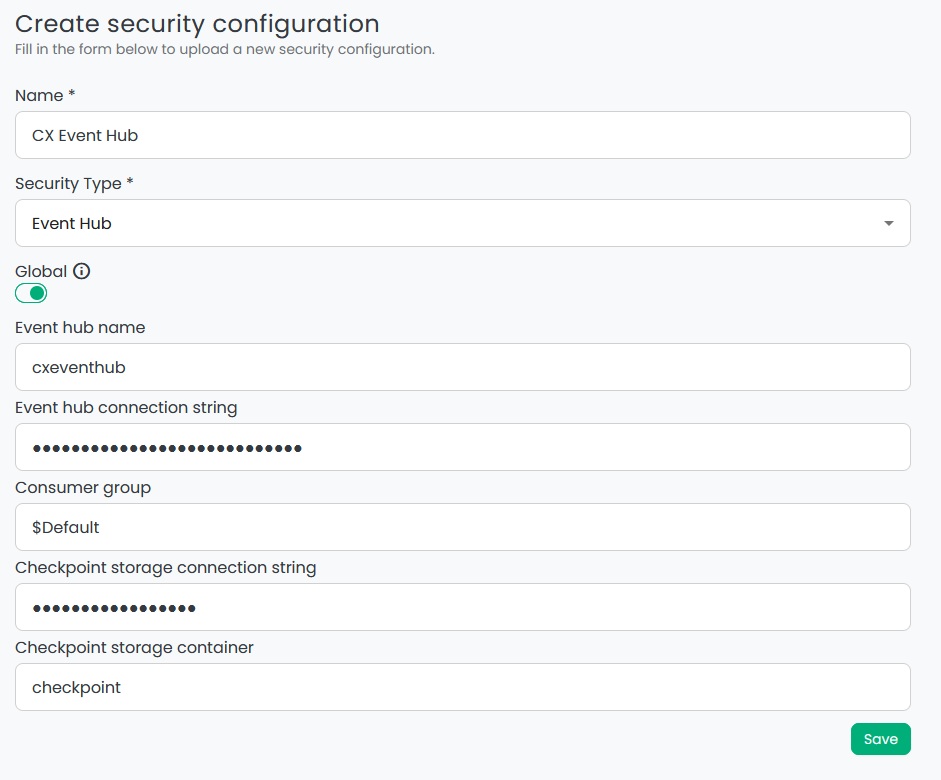 Create security configuration
Fill in the form below to upload a new security configuration.
Name *
CX Event Hub
Security Type *
Event Hub
Global
Event hub name
cxeventhub
Event hub connection string
••••••••••••••••••••••••••••
Consumer group
$Default
Checkpoint storage connection string
•••••••••••••••••
Checkpoint storage container
checkpoint
Save